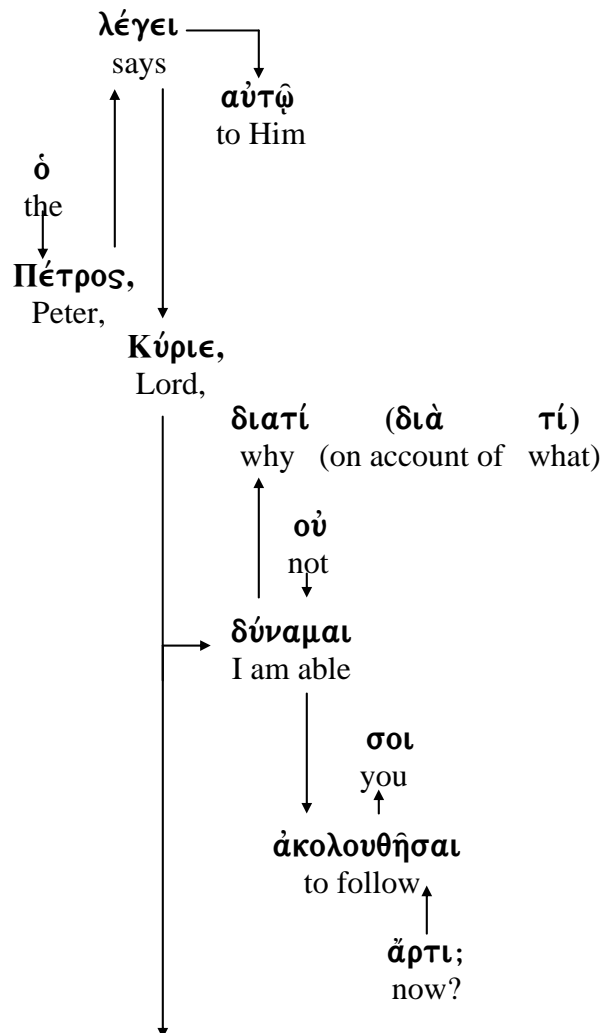 λέγει
says
αὐτῷ
to Him
ὁ
the
Πέτρος,
Peter,
Κύριε,
Lord,
διατί (διὰ τί)
why (on account of what)
οὐ
not
δύναμαι
I am able
σοι
you
ἀκολουθῆσαι
to follow
ἄρτι;
now?